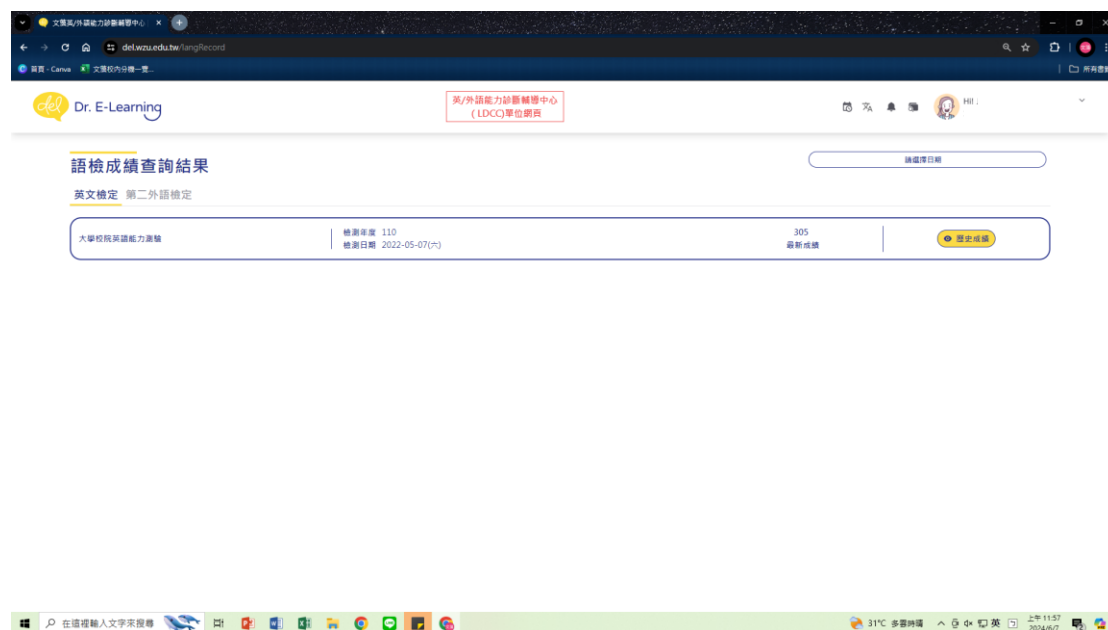 文藻英/外語能力診斷輔導中心
del.wzu.edu.tw/langRecord
首頁 - Canva
文藻校內分機一覽...
所有書籤
del
Dr. E-Learning
英/外語能力診斷輔導中心
( LDCC)單位網頁
HI!
語檢成績查詢結果
請選擇日期
英文檢定 第二外語檢定
大學校院英語能力測驗
檢測年度 110
檢測日期 2022-05-07(六)
305
最新成績
歷史成績
在這裡輸入文字來搜尋
31°C 多雲時晴
英
上午 11:57
2024/6/7